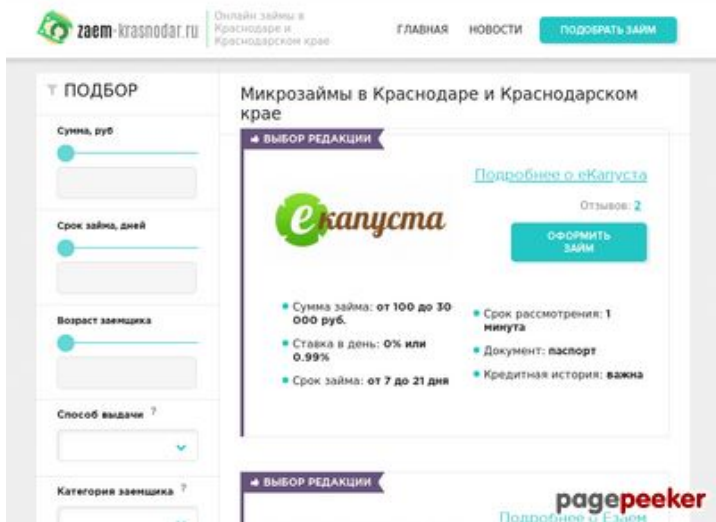 zaem-krasnodar.ru
Онлайн займы в
Краснодаре и
Краснодарском крае
ГЛАВНАЯ
НОВОСТИ
ПОДОБРАТЬ ЗАЙМ
ПОДБОР
Сумма, руб
Срок займа, дней
Возраст заемщика
Способ выдачи ?
Категория заемщика ?
Микрозаймы в Краснодаре и Краснодарском
крае
ВЫБОР РЕДАКЦИИ
екапуста
Подробнее о еКапуста
Отзывов: 2
ОФОРМИТЬ
ЗАЙМ
Сумма займа: от 100 до 30
000 руб.
Ставка в день: 0% или
0.99%
Срок займа: от 7 до 21 дня
Срок рассмотрения: 1
минута
Документ: паспорт
Кредитная история: важна
ВЫБОР РЕДАКЦИИ
Подробнее о Езаем
pagepeeker